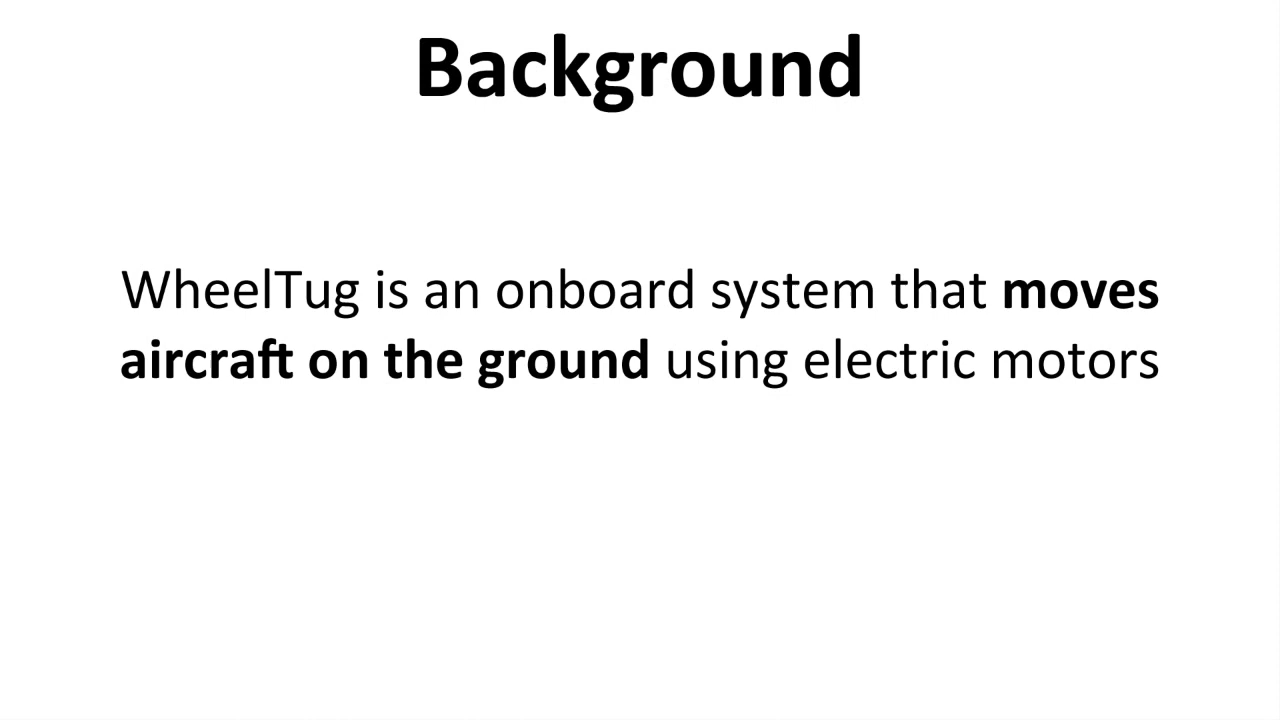 Background
WheelTug is an onboard system that moves
aircraft on the ground using electric motors